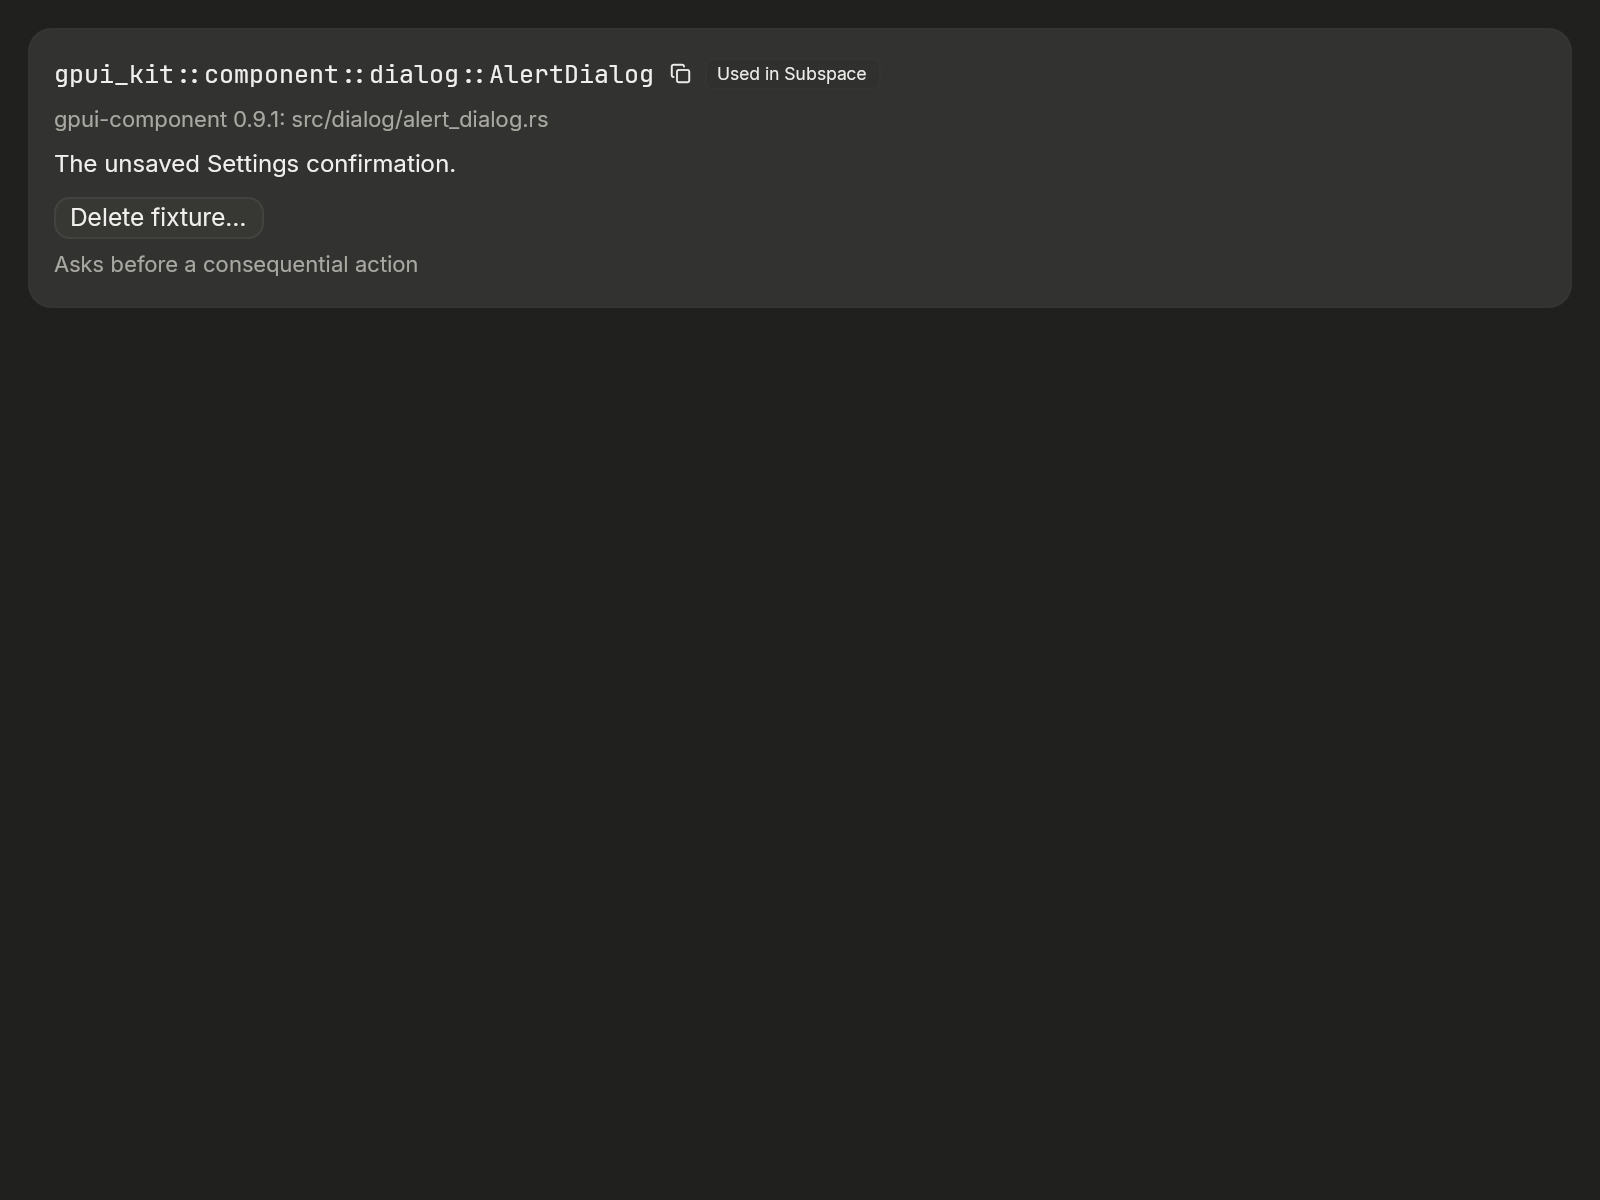 gpui_kit::component::dialog::AlertDialog Used in Subspace
gpui-component 0.9.1: src/dialog/alert_dialog.rs
The unsaved Settings confirmation.
Delete fixture...
Asks before a consequential action